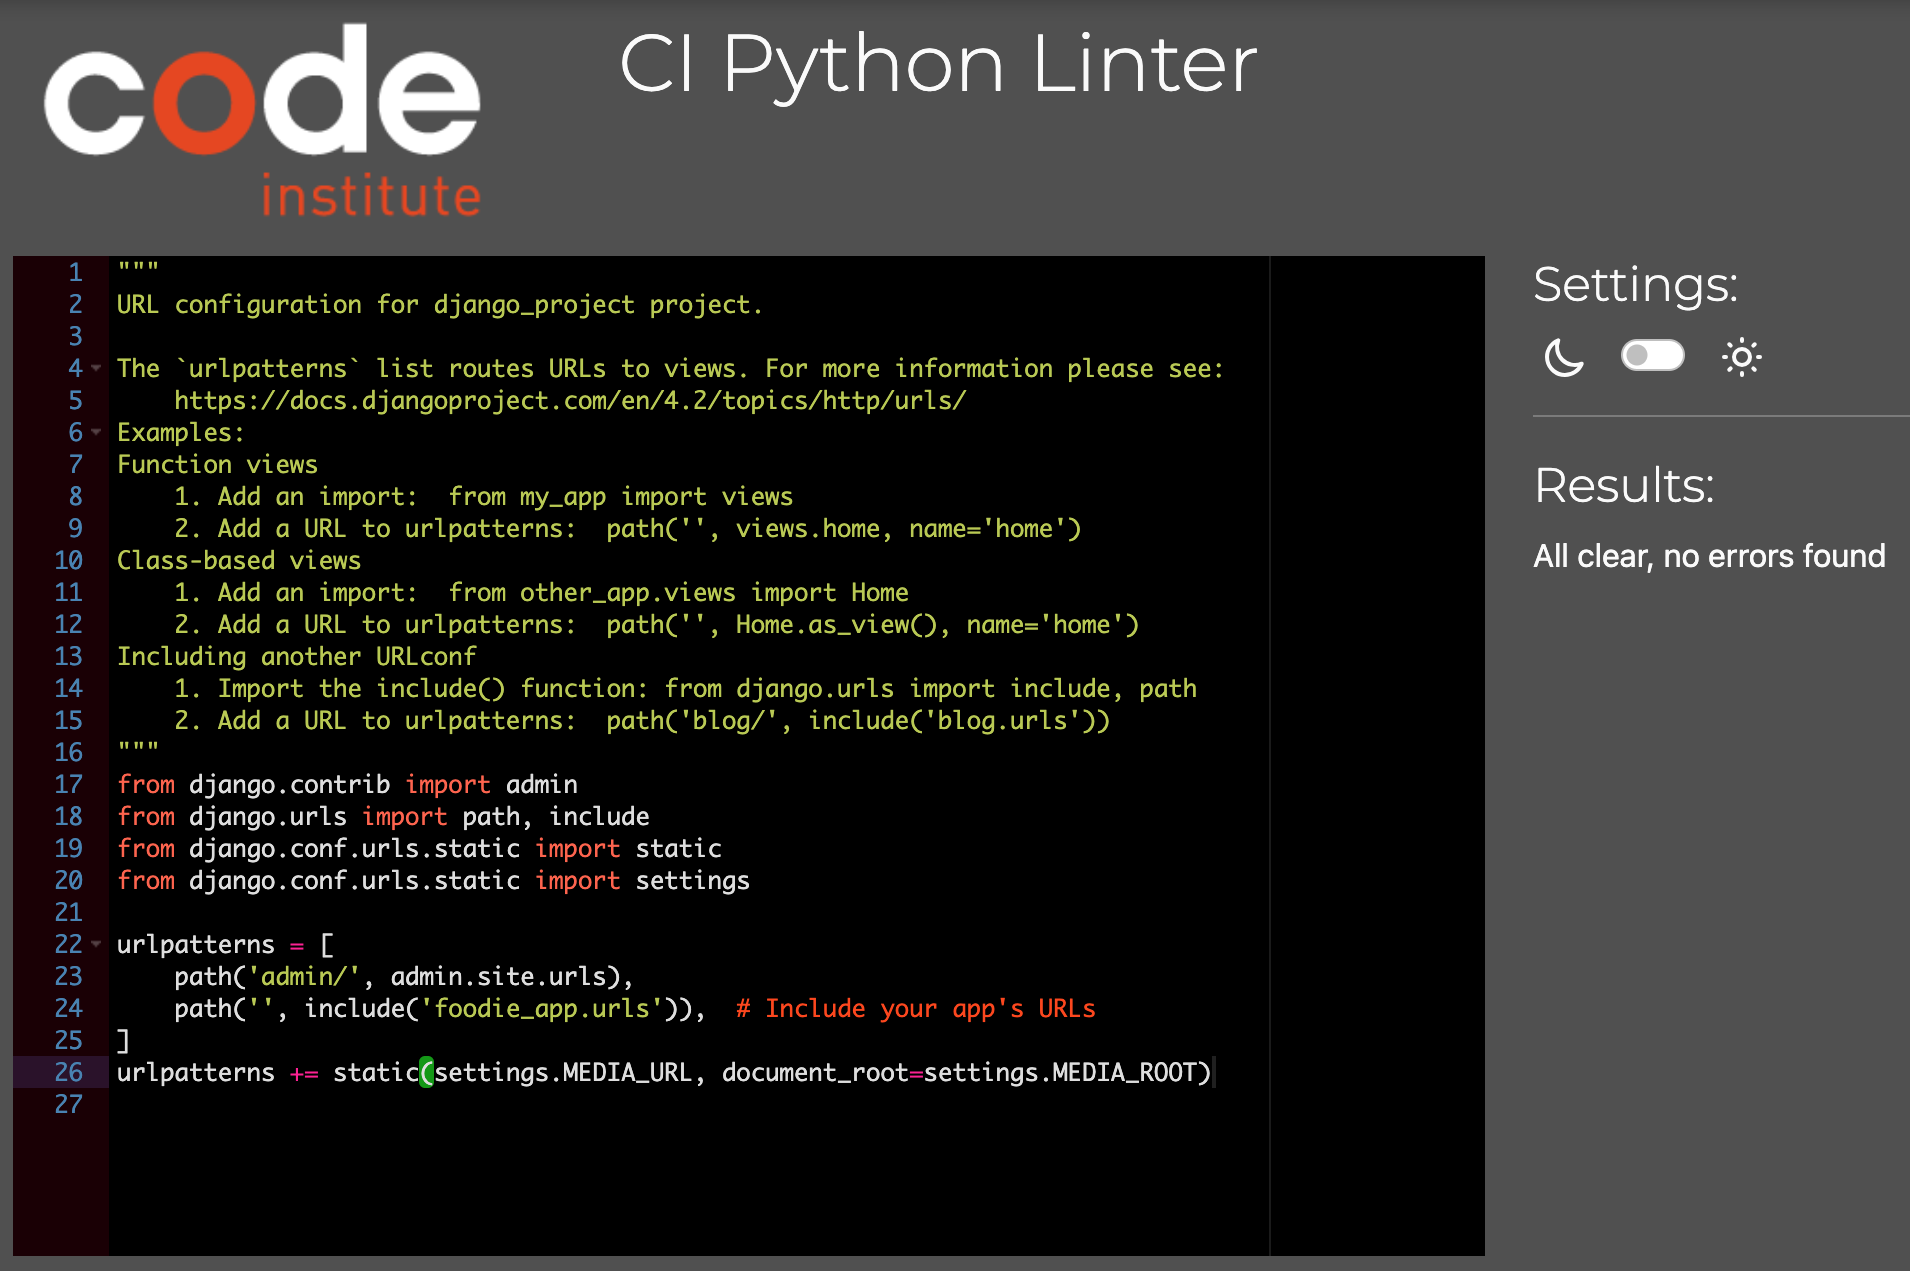 code
institute
CI Python Linter
1 """
2 URL configuration for django_project project.
3
4 The `urlpatterns` list routes URLs to views. For more information please see:
5     https://docs.djangoproject.com/en/4.2/topics/http/urls/
6 Examples:
7 Function views
8     1. Add an import:  from my_app import views
9     2. Add a URL to urlpatterns:  path('', views.home, name='home')
10 Class-based views
11     1. Add an import:  from other_app.views import Home
12     2. Add a URL to urlpatterns:  path('', Home.as_view(), name='home')
13 Including another URLconf
14     1. Import the include() function: from django.urls import include, path
15     2. Add a URL to urlpatterns:  path('blog/', include('blog.urls'))
16 """
17 from django.contrib import admin
18 from django.urls import path, include
19 from django.conf.urls.static import static
20 from django.conf.urls.static import settings
21
22 urlpatterns = [
23     path('admin/', admin.site.urls),
24     path('', include('foodie_app.urls')),  # Include your app's URLs
25 ]
26 urlpatterns += static(settings.MEDIA_URL, document_root=settings.MEDIA_ROOT)
27
Settings:
Results:
All clear, no errors found